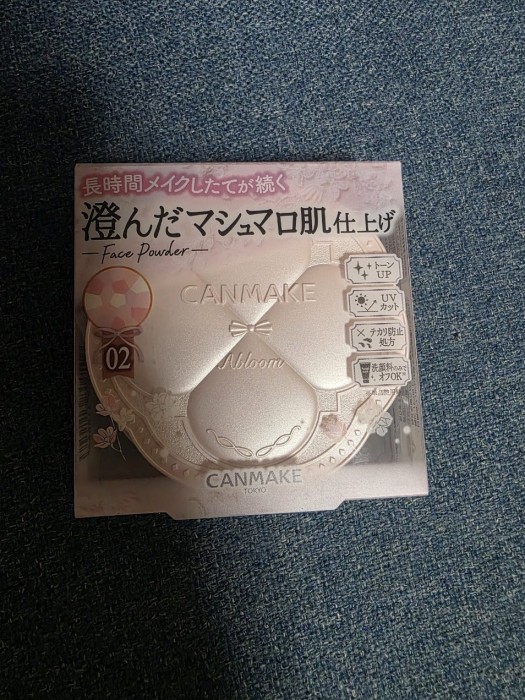 長時間メイクしたてが続く
澄んだマシュマロ肌仕上げ
Face Powder
トーン
UP
UV
カット
テカリ防止
処方
洗顔料のみで
オフOK
02
CANMAKE
Abloom
CANMAKE
TOKYO